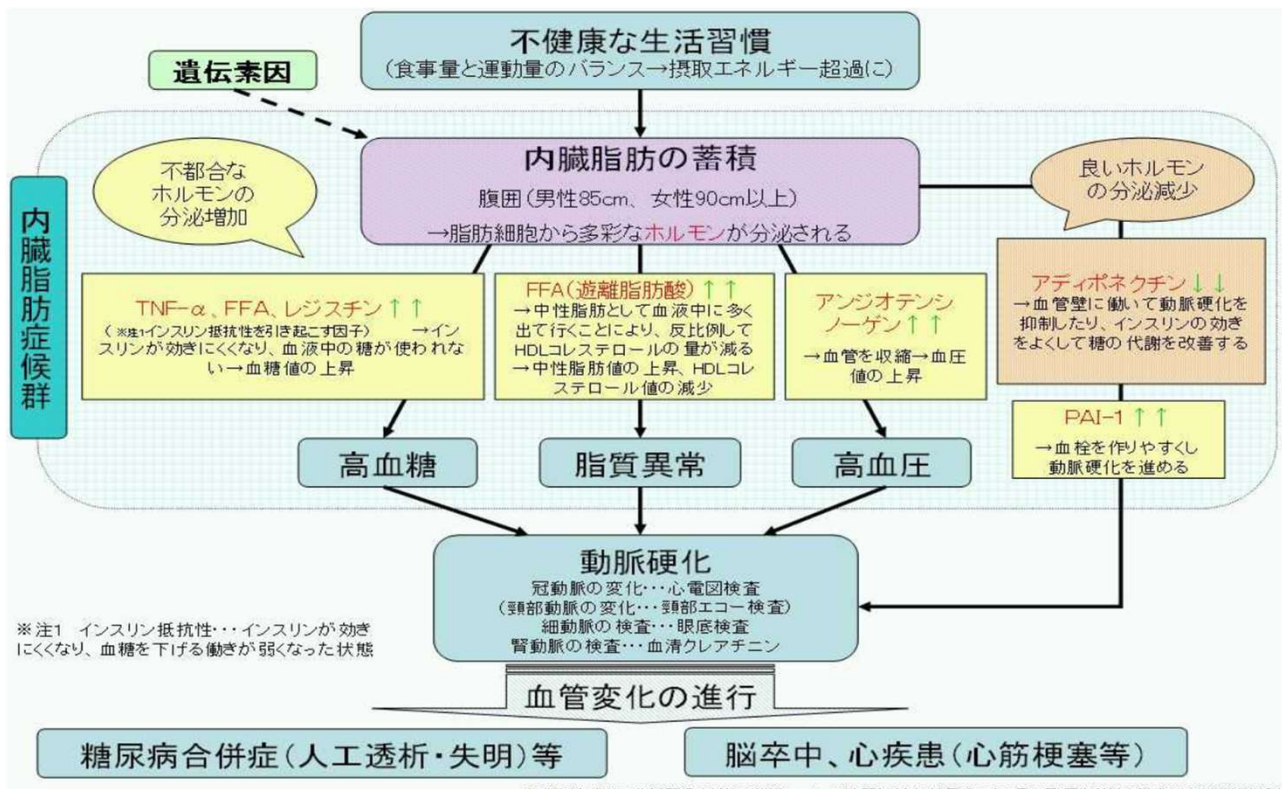 不健康な生活習慣
(食事量と運動量のバランス→摂取エネルギー超過に)
遺伝素因
内臓脂肪の蓄積
腹囲(男性85cm、女性90cm以上)
→脂肪細胞から多彩なホルモンが分泌される
不都合な
ホルモンの
分泌増加
良いホルモン
の分泌減少
内臓脂肪症候群
TNF-α、FFA、レジスチン↑↑
(※注1インスリン抵抗性を引き起こす因子) →イン
スリンが効きにくくなり、血液中の糖が使われな
い→血糖値の上昇
FFA(遊離脂肪酸)↑↑
→中性脂肪として血液中に多く
出て行くことにより、反比例して
HDLコレステロールの量が減る
→中性脂肪値の上昇、HDLコレ
ステロール値の減少
アンジオテンシ
ノーゲン↑↑
→血管を収縮→血圧
値の上昇
アディポネクチン↓↓
→血管壁に働いて動脈硬化を
抑制したり、インスリンの効き
をよくして糖の代謝を改善する
PAI-1↑↑
→血栓を作りやすくし
動脈硬化を進める
高血糖
脂質異常
高血圧
動脈硬化
冠動脈の変化･･･心電図検査
(頸部動脈の変化･･･頸部エコー検査)
細動脈の検査･･･眼底検査
腎動脈の検査･･･血清クレアチニン
※注1 インスリン抵抗性･･･インスリンが効き
にくくなり、血糖を下げる働きが弱くなった状態
血管変化の進行
糖尿病合併症(人工透析・失明)等
脳卒中、心疾患(心筋梗塞等)